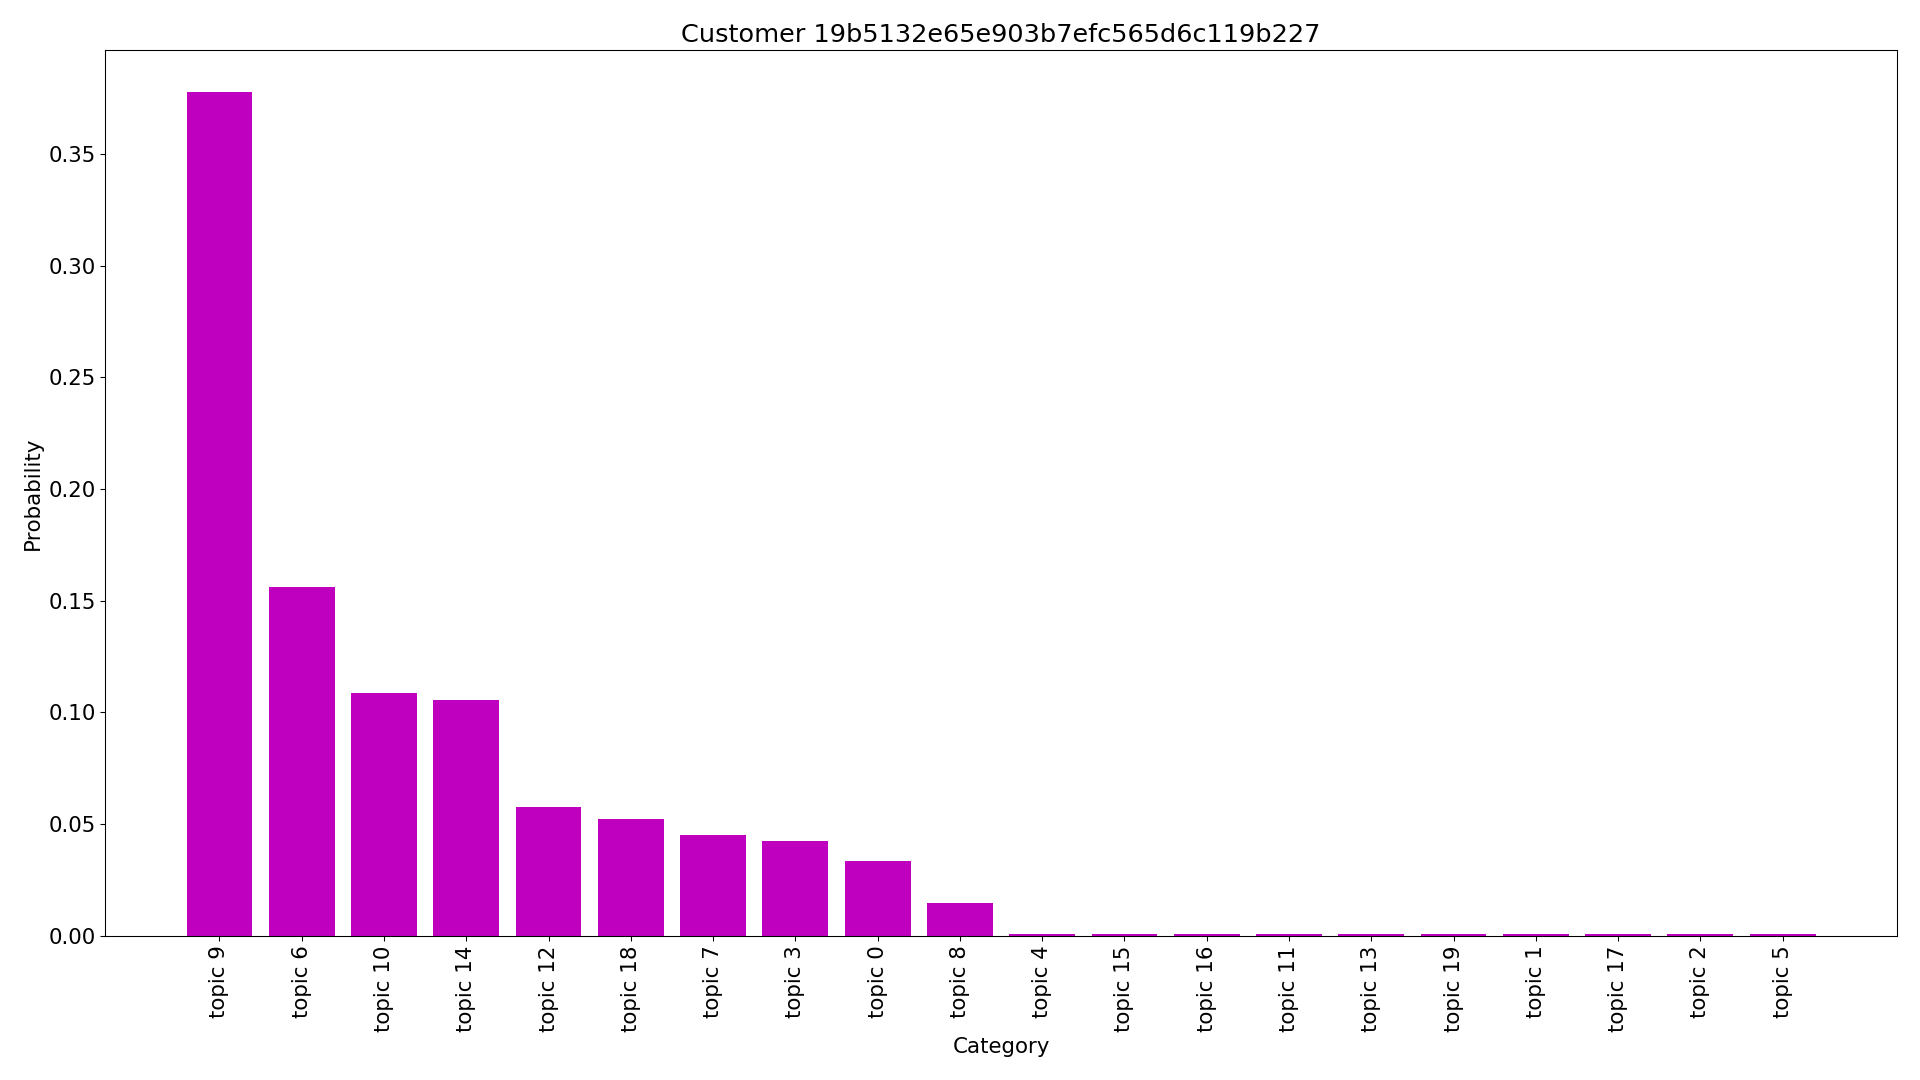 Customer 19b5132e65e903b7efc565d6c119b227
Probability
0.35
0.30
0.25
0.20
0.15
0.10
0.05
0.00
topic 9
topic 6
topic 10
topic 14
topic 12
topic 18
topic 7
topic 3
topic 0
topic 8
topic 4
topic 15
topic 16
topic 11
topic 13
topic 19
topic 1
topic 17
topic 2
topic 5
Category